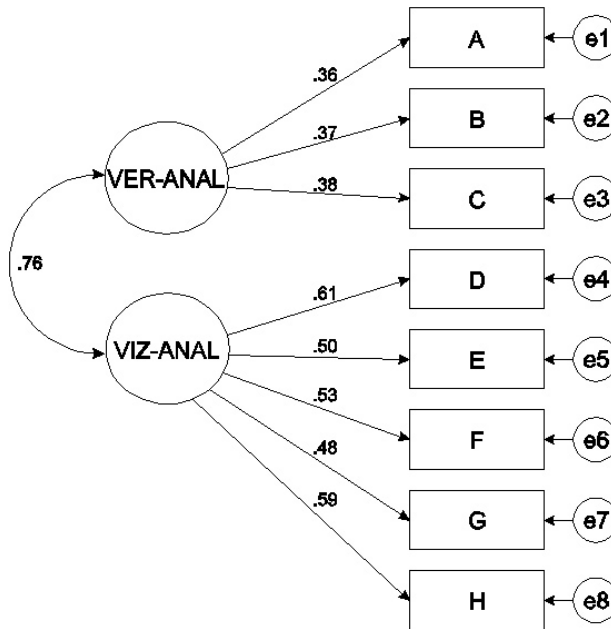 A
e1
.36
B
e2
.37
VER-ANAL
C
e3
.38
.76
D
e4
.61
VIZ-ANAL
E
e5
.50
F
e6
.53
G
e7
.48
H
e8
.59